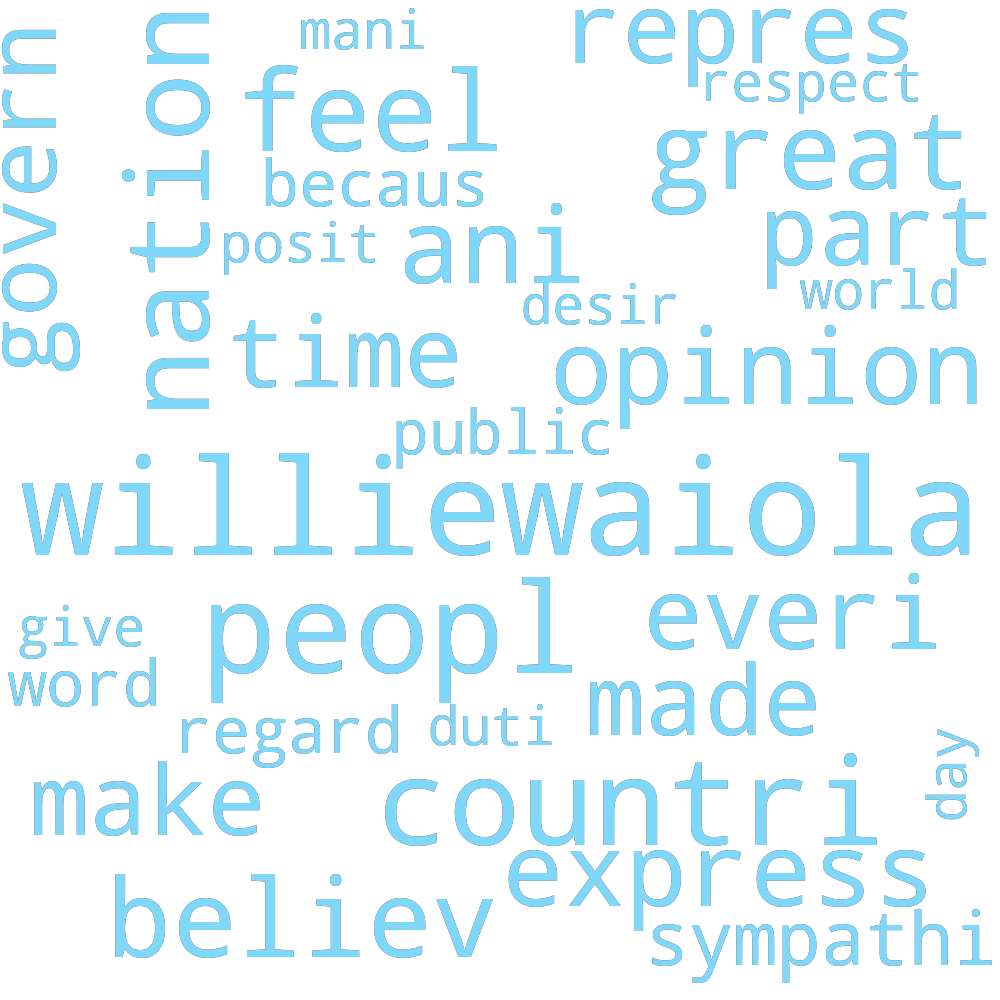 govern
nation
mani
repres
respect
feel
great
becaus
part
posit
ani
world
desir
time
opinion
public
williewaiola
peopl
everi
give
word
made
regard
duti
day
make
countri
express
believ
sympathi